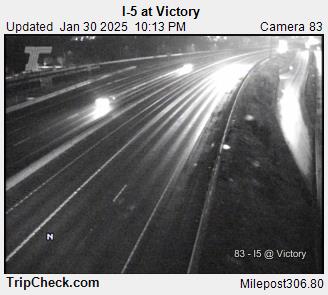 I-5 at Victory
Updated Jan 30 2025 10:13 PM Camera 83
N
83 - I5 @ Victory
TripCheck.com Milepost306.80